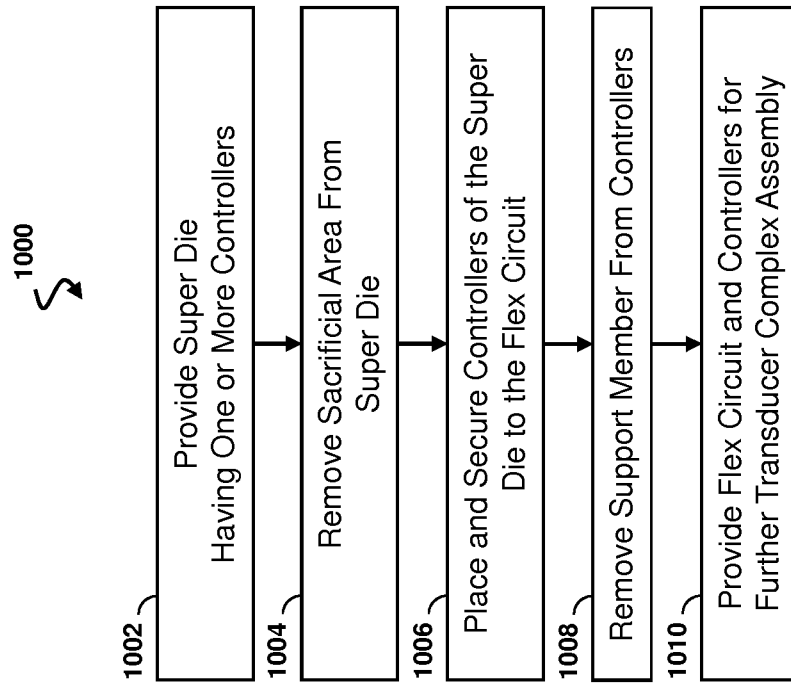 1000
1002
Provide Super Die
Having One or More Controllers
1004
Remove Sacrificial Area From
Super Die
1006
Place and Secure Controllers of the Super
Die to the Flex Circuit
1008
Remove Support Member From Controllers
1010
Provide Flex Circuit and Controllers for
Further Transducer Complex Assembly